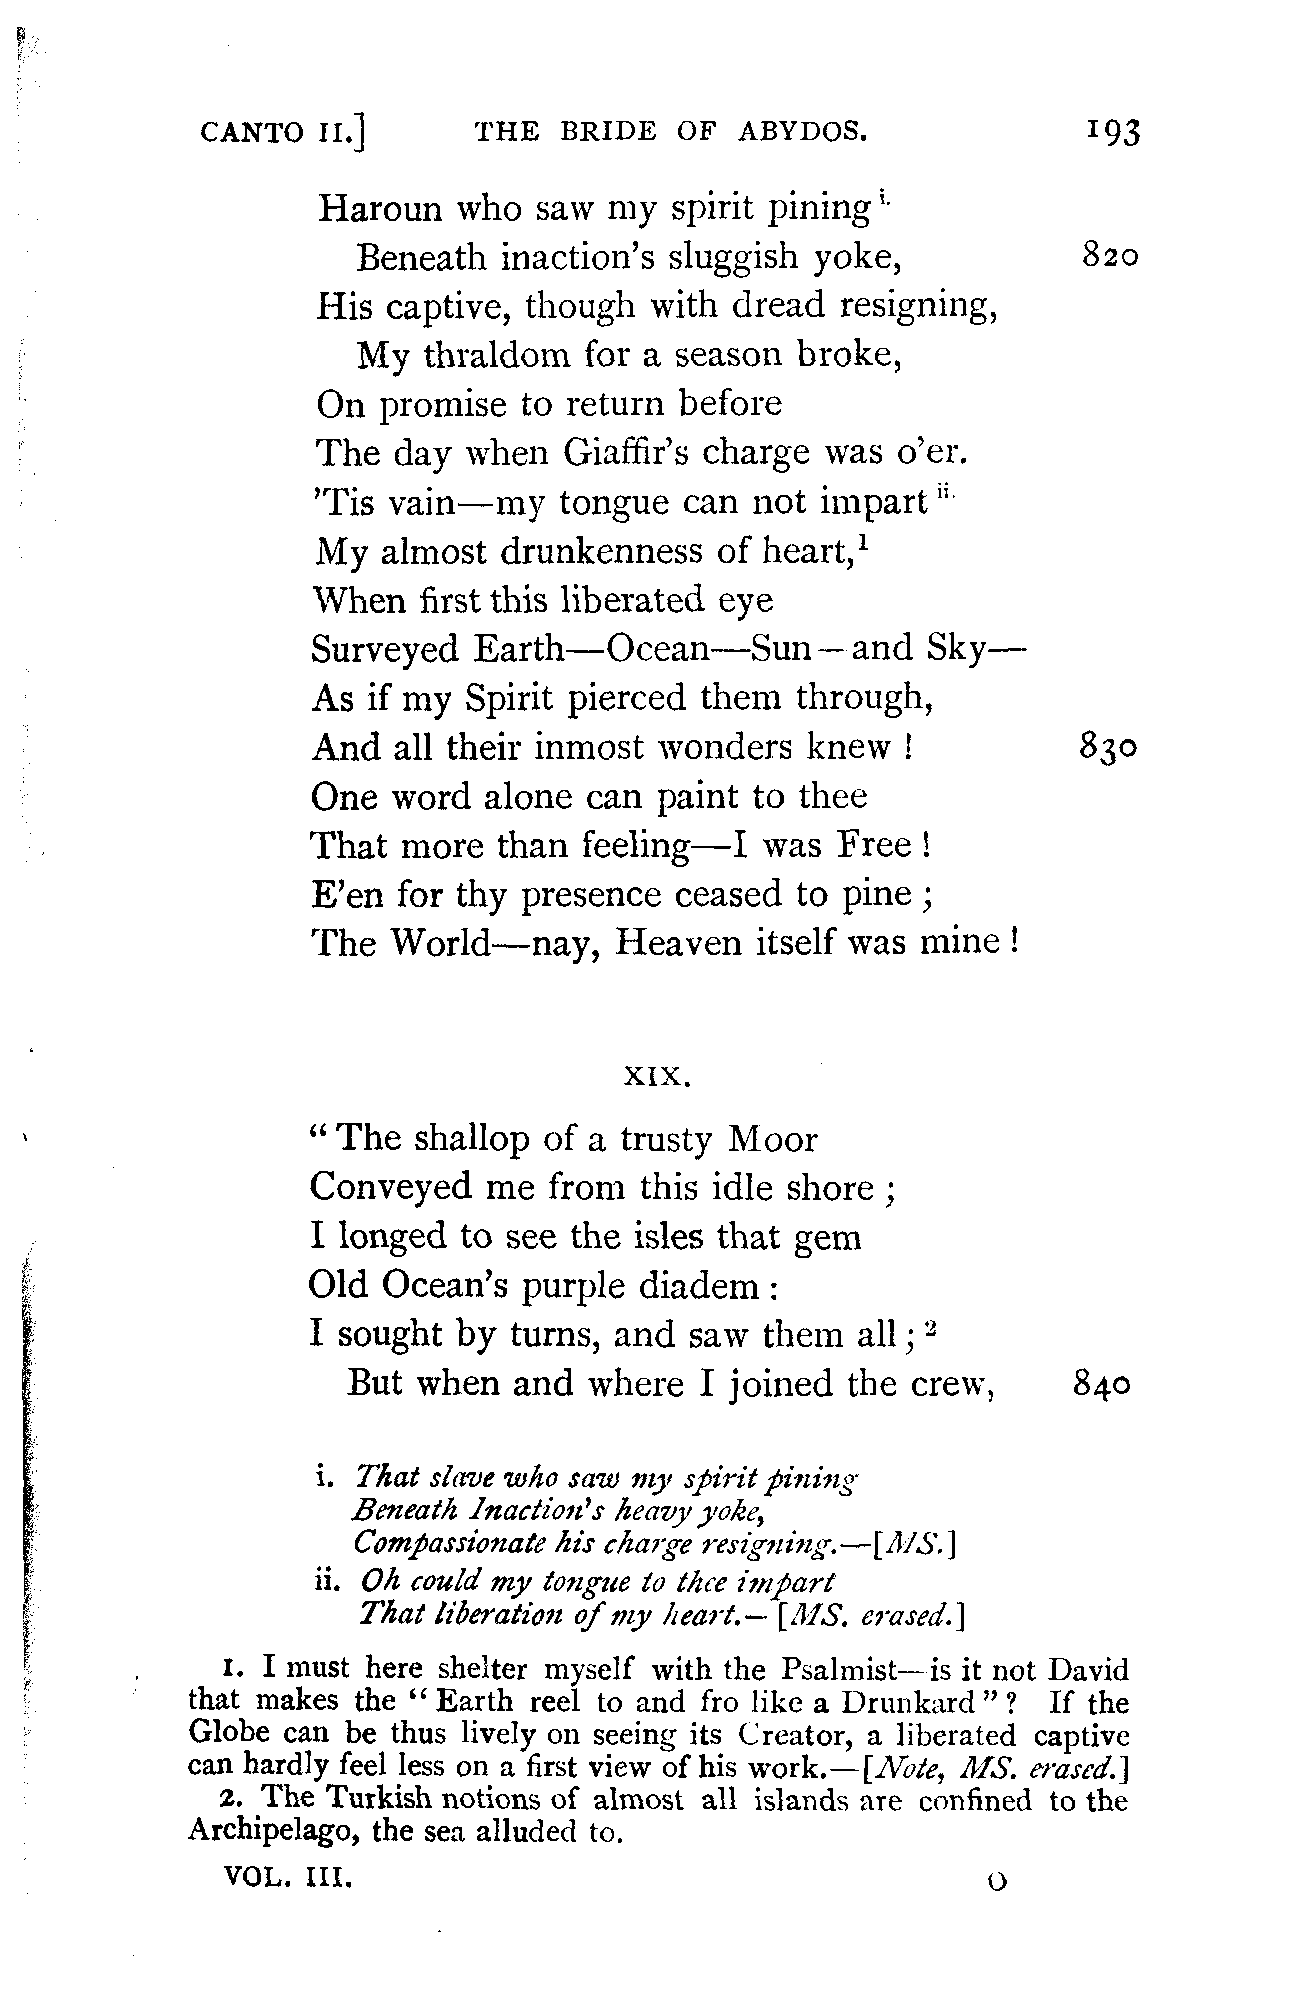 CANTO II.] THE BRIDE OF ABYDOS. 193
Haroun who saw my spirit pining i.
Beneath inaction's sluggish yoke, 820
His captive, though with dread resigning,
My thraldom for a season broke,
On promise to return before
The day when Giaffir's charge was o'er.
'Tis vain—my tongue can not impart ii.
My almost drunkenness of heart,1
When first this liberated eye
Surveyed Earth—Ocean—Sun—and Sky—
As if my Spirit pierced them through,
And all their inmost wonders knew! 830
One word alone can paint to thee
That more than feeling—I was Free!
E'en for thy presence ceased to pine;
The World—nay, Heaven itself was mine!
XIX.
"The shallop of a trusty Moor
Conveyed me from this idle shore;
I longed to see the isles that gem
Old Ocean's purple diadem:
I sought by turns, and saw them all; 2
But when and where I joined the crew, 840
i. That slave who saw my spirit pining
Beneath Inaction's heavy yoke,
Compassionate his charge resigning.—[MS.]
ii. Oh could my tongue to thee impart
That liberation of my heart.—[MS. erased.]
1. I must here shelter myself with the Psalmist—is it not David
that makes the "Earth reel to and fro like a Drunkard"? If the
Globe can be thus lively on seeing its Creator, a liberated captive
can hardly feel less on a first view of his work.—[Note, MS. erased.]
2. The Turkish notions of almost all islands are confined to the
Archipelago, the sea alluded to.
VOL. III. O